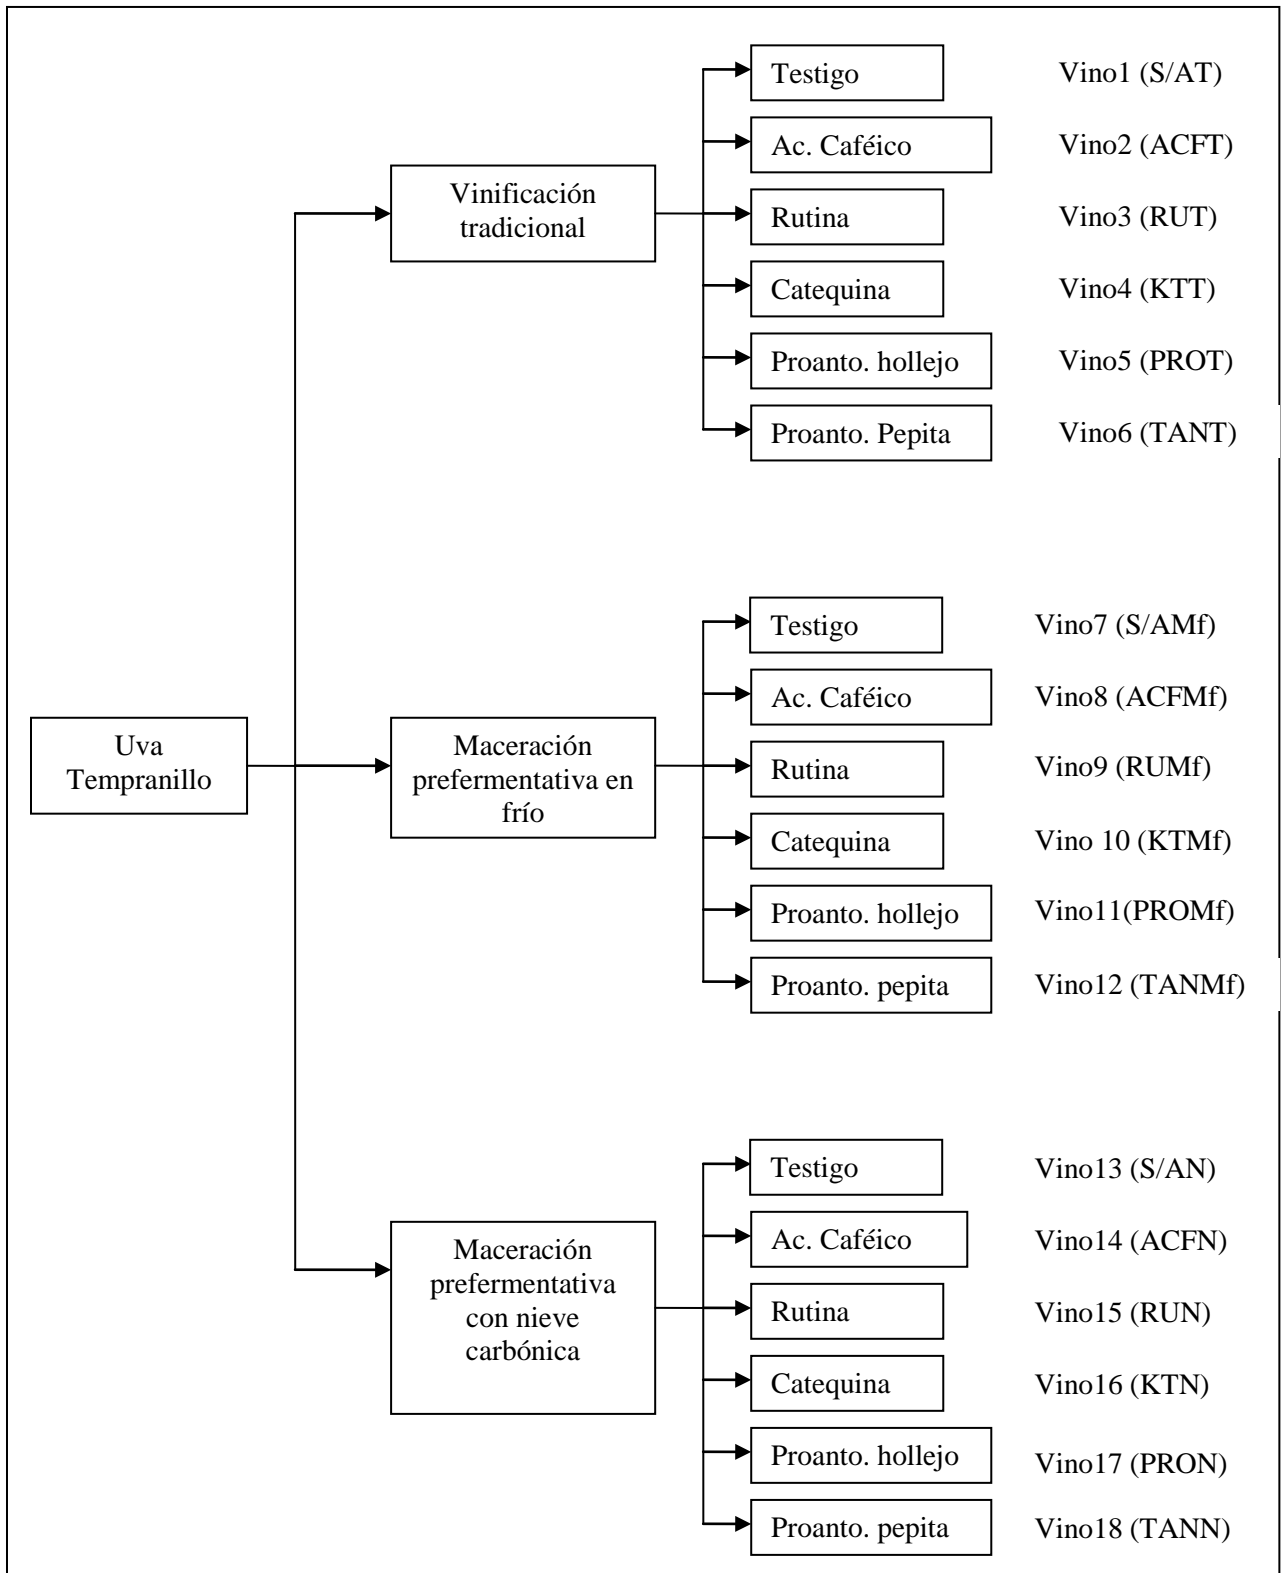 Testigo Vino1 (S/AT)
Ac. Caféico Vino2 (ACFT)
Vinificación
tradicional
Rutina Vino3 (RUT)
Catequina Vino4 (KTT)
Proanto. hollejo Vino5 (PROT)
Proanto. Pepita Vino6 (TANT)
Uva
Tempranillo
Testigo Vino7 (S/AMf)
Ac. Caféico Vino8 (ACFMf)
Maceración
prefermentativa en
frío
Rutina Vino9 (RUMf)
Catequina Vino 10 (KTMf)
Proanto. hollejo Vino11(PROMf)
Proanto. pepita Vino12 (TANMf)
Testigo Vino13 (S/AN)
Ac. Caféico Vino14 (ACFN)
Maceración
prefermentativa
con nieve
carbónica
Rutina Vino15 (RUN)
Catequina Vino16 (KTN)
Proanto. hollejo Vino17 (PRON)
Proanto. pepita Vino18 (TANN)